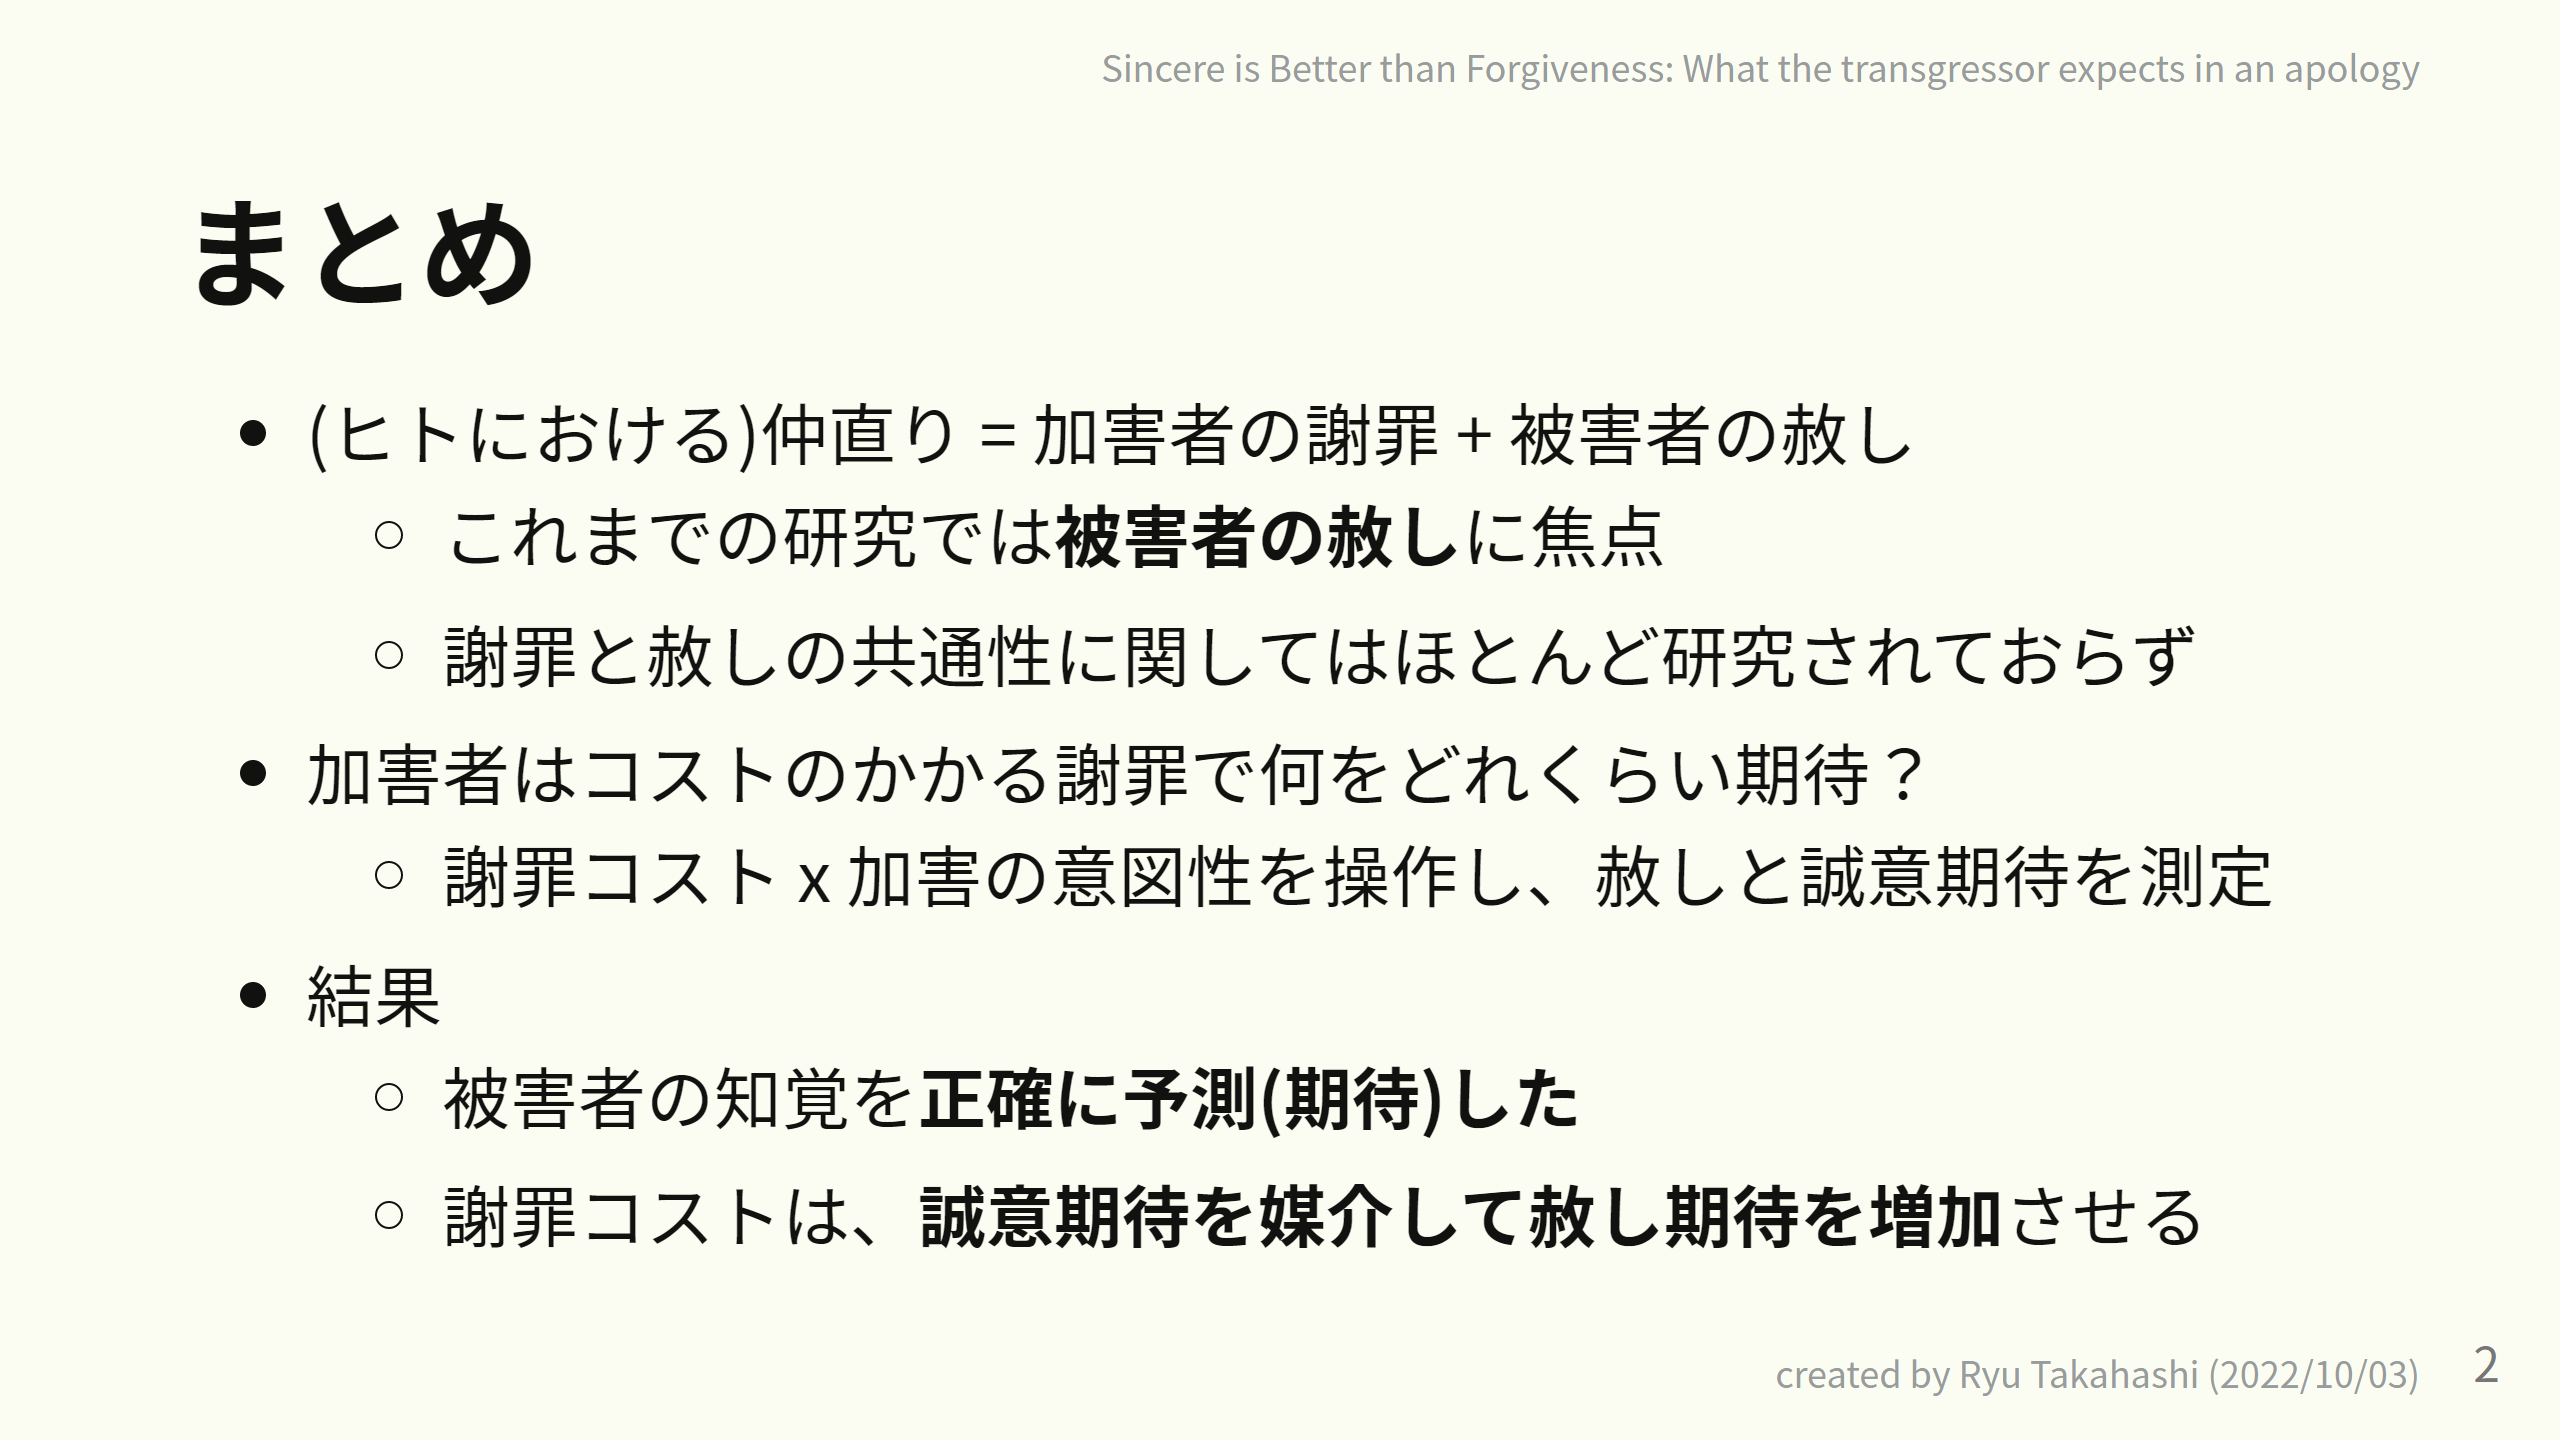 Sincere is Better than Forgiveness: What the transgressor expects in an apology
まとめ
(ヒトにおける)仲直り = 加害者の謝罪 + 被害者の赦し
これまでの研究では被害者の赦しに焦点
謝罪と赦しの共通性に関してはほとんど研究されておらず
加害者はコストのかかる謝罪で何をどれくらい期待？
謝罪コスト x 加害の意図性を操作し、赦しと誠意期待を測定
結果
被害者の知覚を正確に予測(期待)した
謝罪コストは、誠意期待を媒介して赦し期待を増加させる
created by Ryu Takahashi (2022/10/03)
2